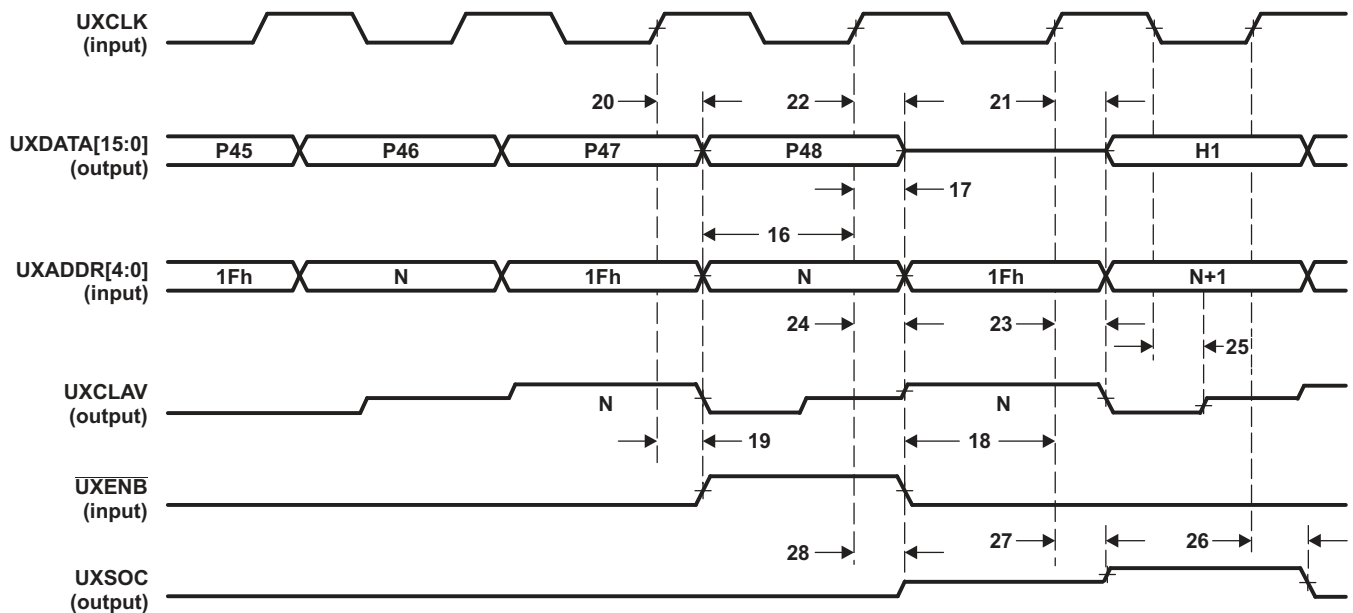 UXCLK
(input)
20
22
21
UXDATA[15:0]
(output)
P45
P46
P47
P48
H1
17
16
UXADDR[4:0]
(input)
1Fh
N
1Fh
N
1Fh
N+1
24
23
25
UXCLAV
(output)
N
N
19
18
UXENB
(input)
28
27
26
UXSOC
(output)